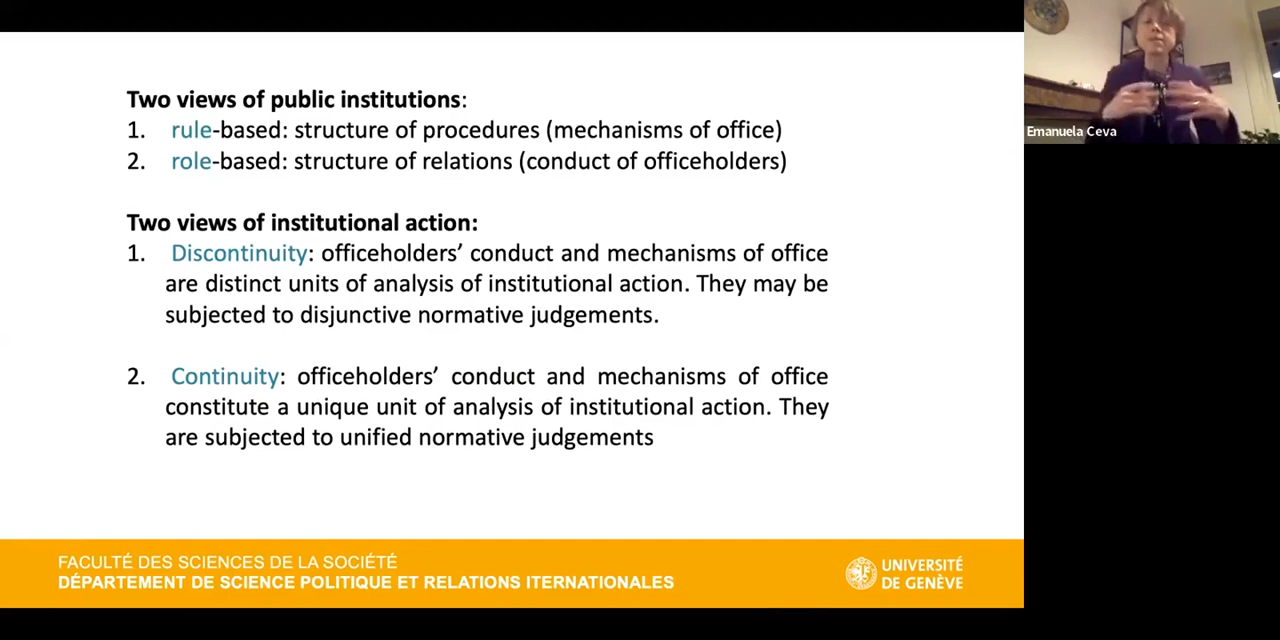 Two views of public institutions:
1. rule-based: structure of procedures (mechanisms of office)
2. role-based: structure of relations (conduct of officeholders)
Two views of institutional action:
1. Discontinuity: officeholders’ conduct and mechanisms of office
are distinct units of analysis of institutional action. They may be
subjected to disjunctive normative judgements.
2. Continuity: officeholders’ conduct and mechanisms of office
constitute a unique unit of analysis of institutional action. They
are subjected to unified normative judgements
Emanuela Ceva
FACULTÉ DES SCIENCES DE LA SOCIÉTÉ
DÉPARTEMENT DE SCIENCE POLITIQUE ET RELATIONS ITERNATIONALES
UNIVERSITÉ
DE GENÈVE